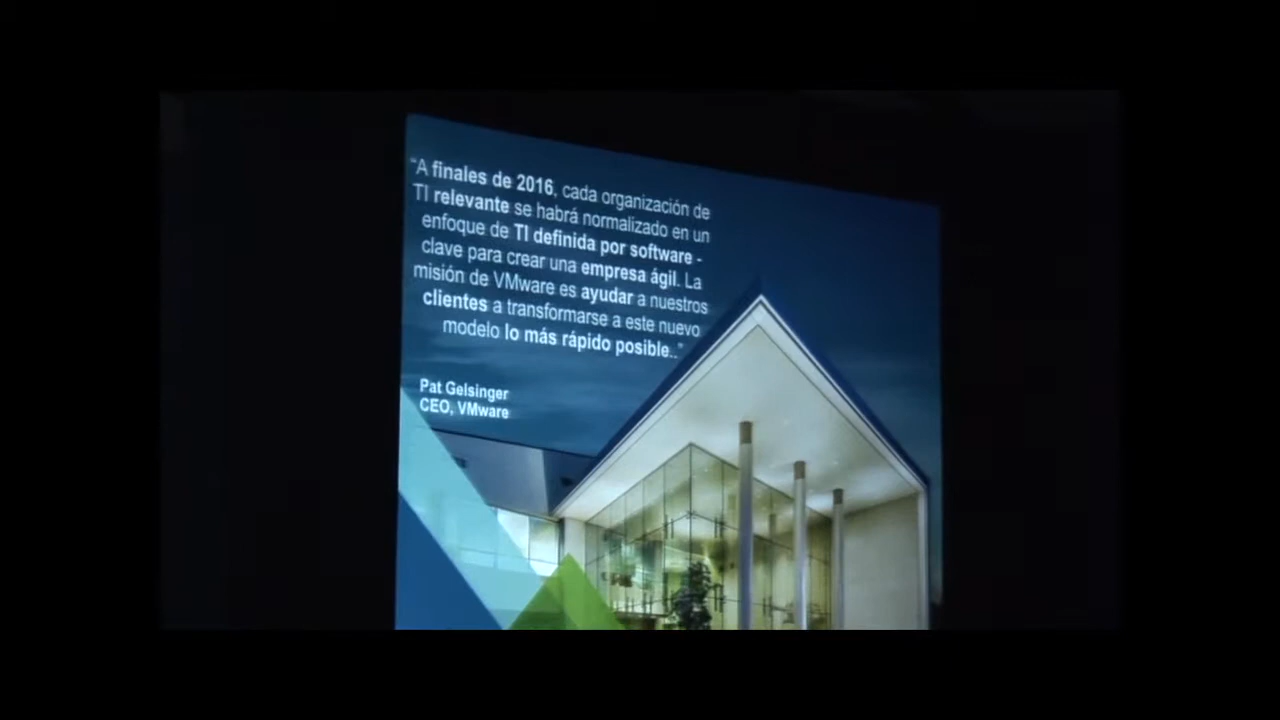 “A finales de 2016, cada organización de
TI relevante se habrá normalizado en un
enfoque de TI definida por software -
clave para crear una empresa ágil. La
misión de VMware es ayudar a nuestros
clientes a transformarse a este nuevo
modelo lo más rápido posible..”
Pat Gelsinger
CEO, VMware